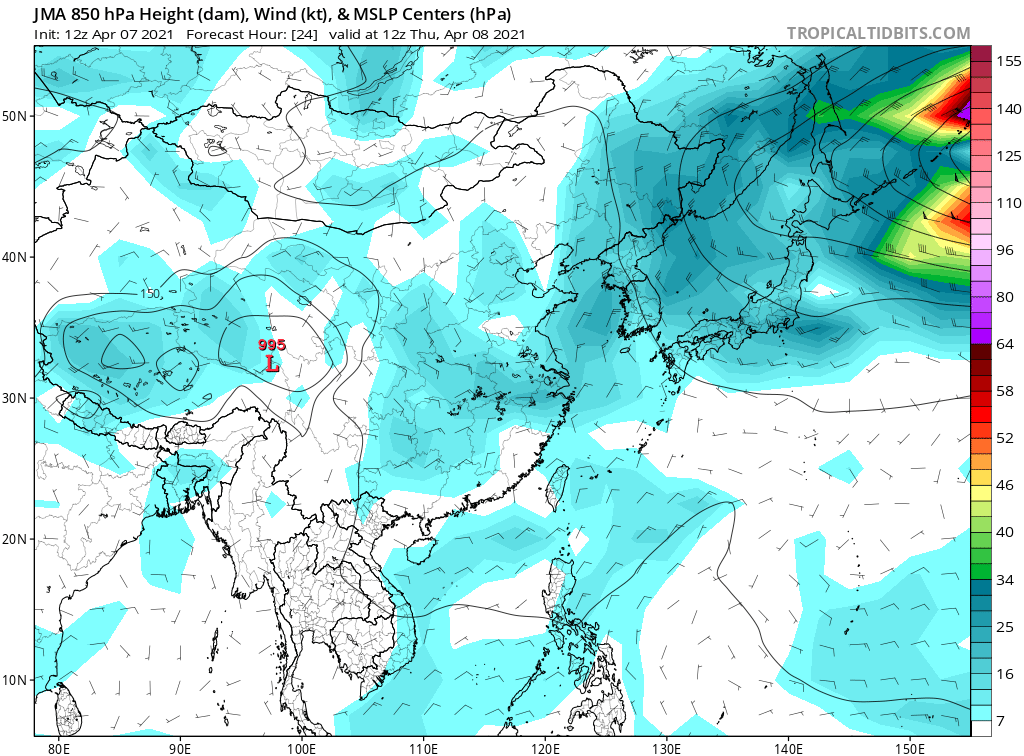 JMA 850 hPa Height (dam), Wind (kt), & MSLP Centers (hPa)
Init: 12z Apr 07 2021 Forecast Hour: [24] valid at 12z Thu, Apr 08 2021
TROPICALTIDBITS.COM
155
140
125
110
96
80
64
58
52
46
40
34
25
16
7
50N
40N
30N
20N
10N
150
995
L
80E
90E
100E
110E
120E
130E
140E
150E